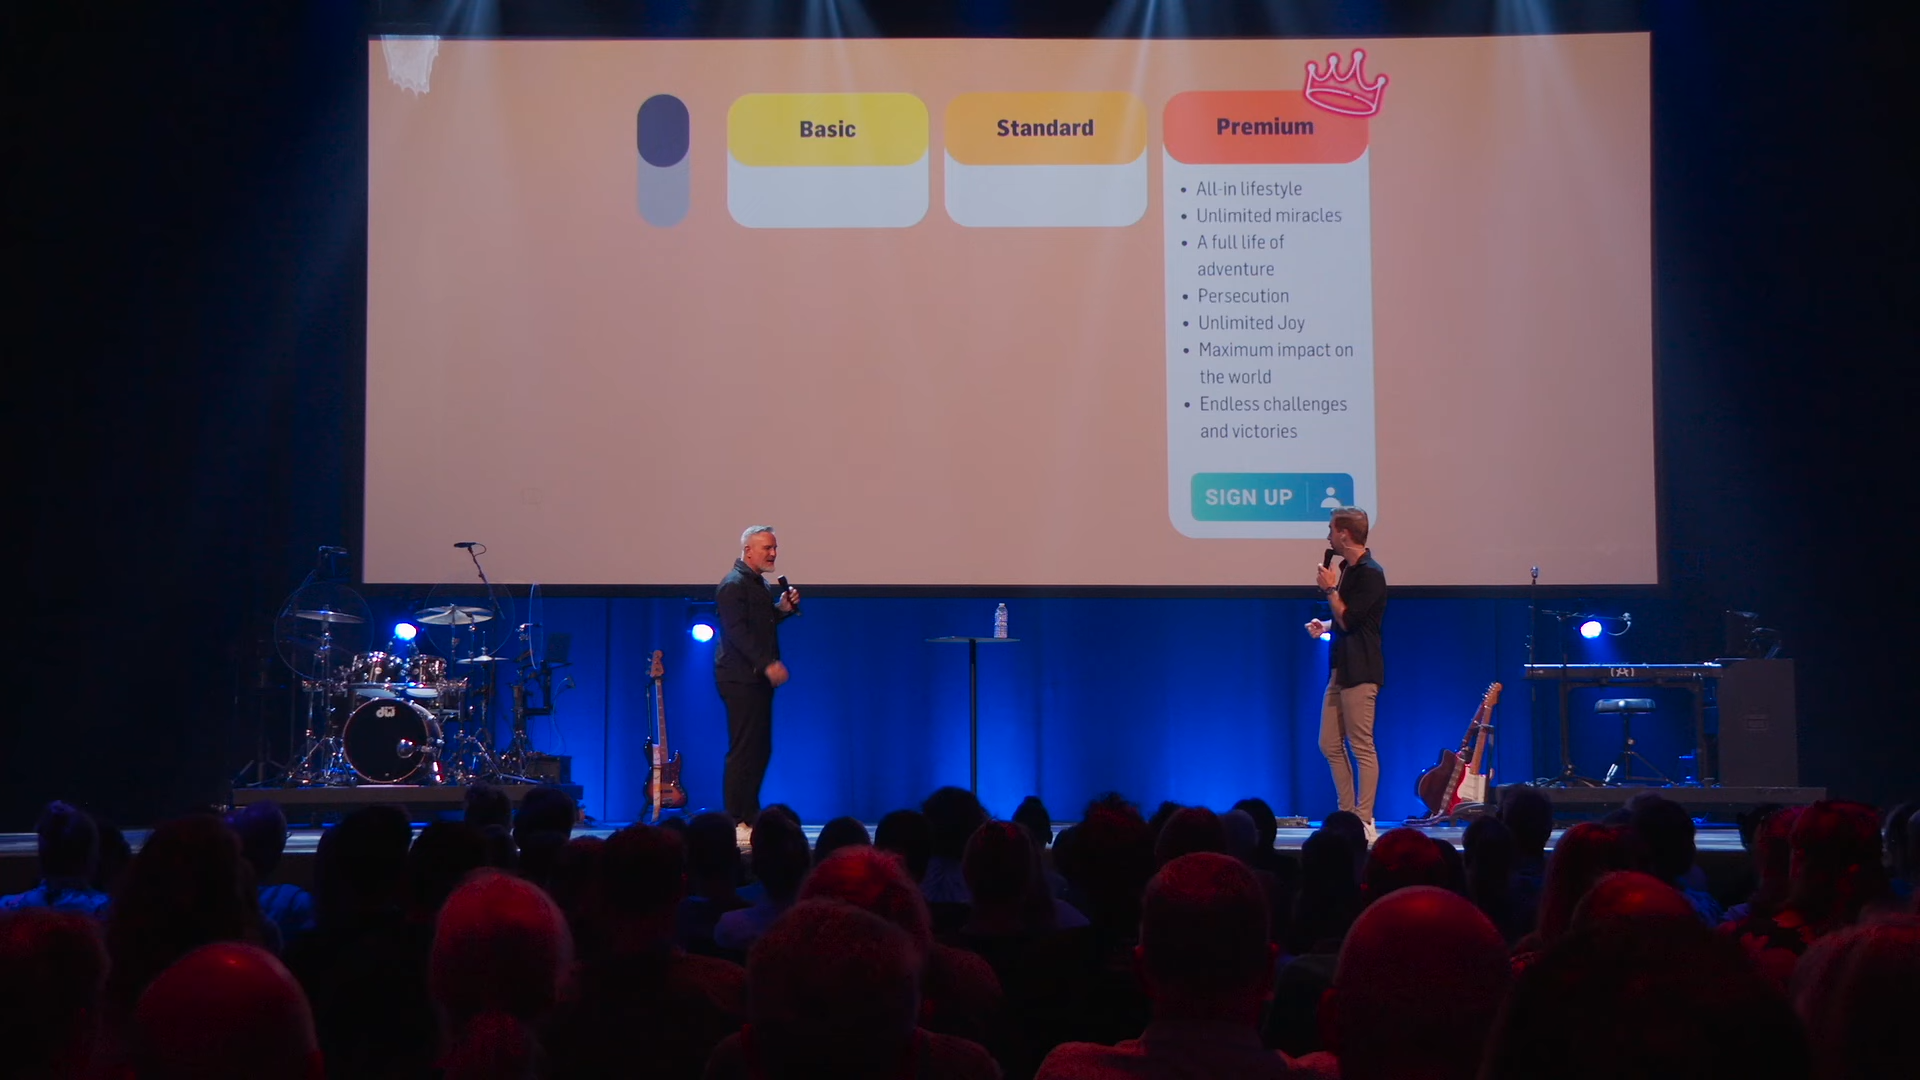 Basic
Standard
Premium
• All-in lifestyle
• Unlimited miracles
• A full life of
adventure
• Persecution
• Unlimited Joy
• Maximum impact on
the world
• Endless challenges
and victories
SIGN UP
dw